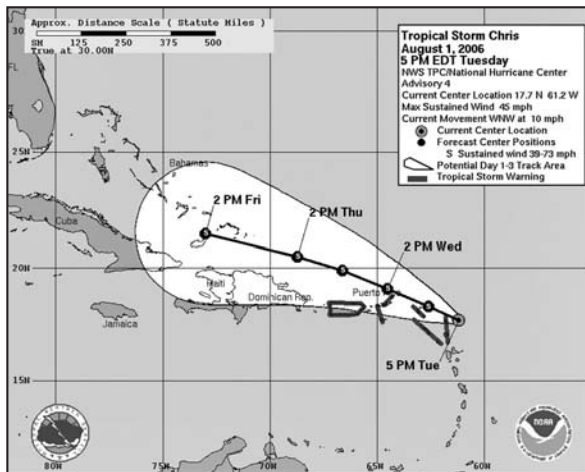 Approx. Distance Scale ( Statute Miles )
SM 125 250 375 500
True at 30.00N
Tropical Storm Chris
August 1, 2006
5 PM EDT Tuesday
NWS TPC/National Hurricane Center
Advisory 4
Current Center Location 17.7 N 61.2 W
Max Sustained Wind 45 mph
Current Movement WNW at 10 mph
Current Center Location
Forecast Center Positions
S Sustained wind 39-73 mph
Potential Day 1-3 Track Area
Tropical Storm Warning
FL
25N
Bahamas
2 PM Fri
2 PM Thu
Cuba
2 PM Wed
20N
Haiti
Dominican Rep.
Puerto
Jamaica
5 PM Tue
15N
NOAA
80W
75W
70W
65W
60W